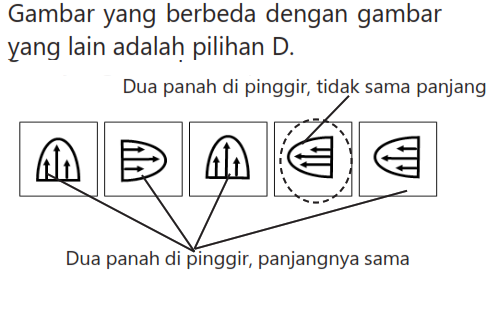 Gambar yang berbeda dengan gambar
yang lain adalah pilihan D.
Dua panah di pinggir, tidak sama panjang
Dua panah di pinggir, panjangnya sama